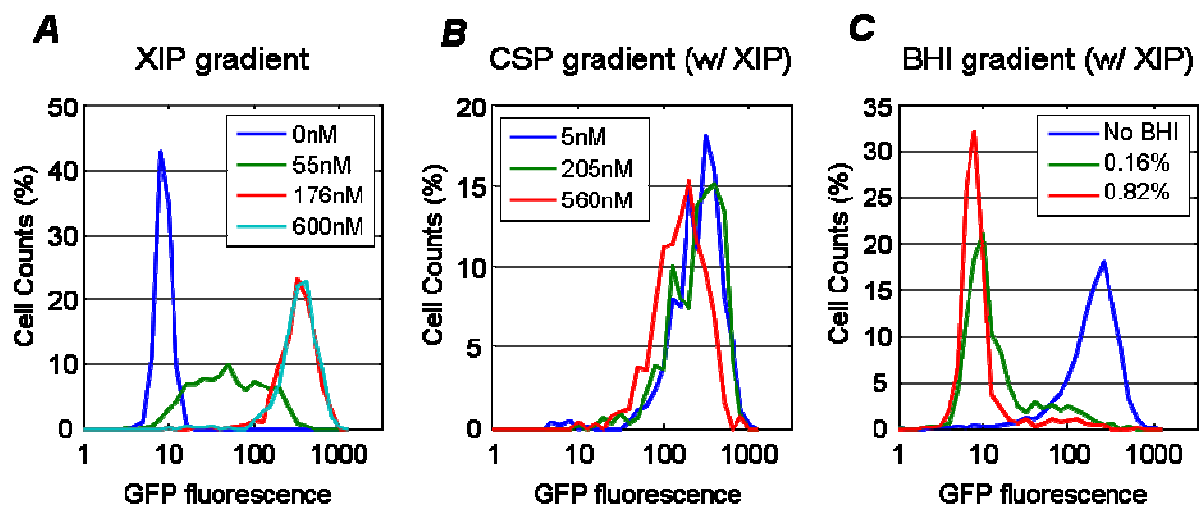 A
XIP gradient
50
40
30
20
10
0
Cell Counts (%)
0nM
55nM
176nM
600nM
1 10 100 1000
GFP fluorescence
B
CSP gradient (w/ XIP)
20
15
10
5
0
Cell Counts (%)
5nM
205nM
560nM
1 10 100 1000
GFP fluorescence
C
BHI gradient (w/ XIP)
35
30
25
20
15
10
5
0
Cell Counts (%)
No BHI
0.16%
0.82%
1 10 100 1000
GFP fluorescence